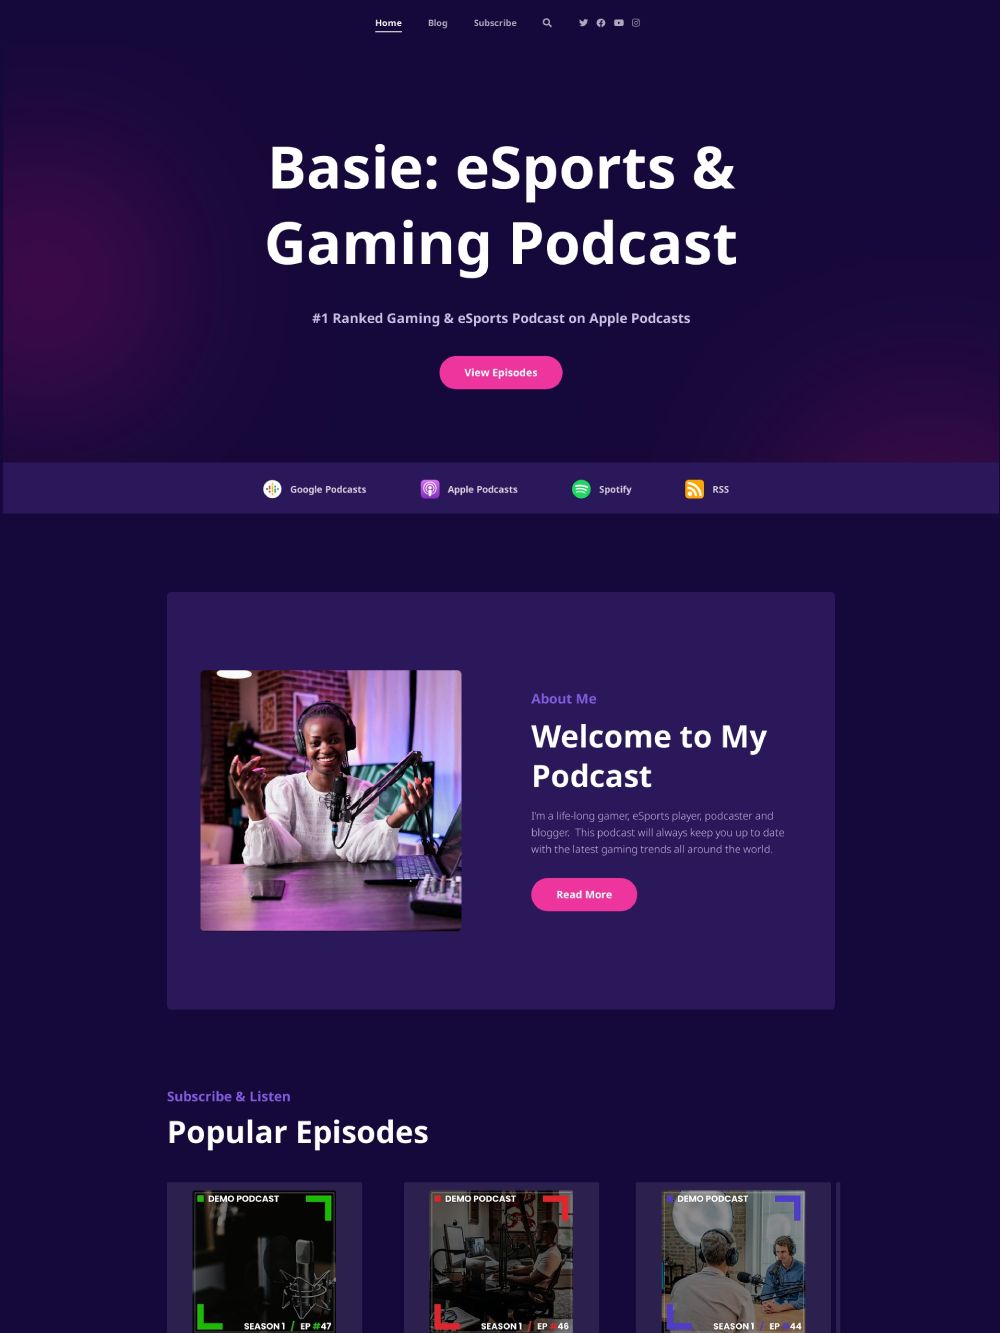 Home Blog Subscribe
Basie: eSports &
Gaming Podcast
#1 Ranked Gaming & eSports Podcast on Apple Podcasts
View Episodes
Google Podcasts Apple Podcasts Spotify RSS
About Me
Welcome to My
Podcast
I'm a life-long gamer, eSports player, podcaster and
blogger. This podcast will always keep you up to date
with the latest gaming trends all around the world.
Read More
Subscribe & Listen
Popular Episodes
DEMO PODCAST
SEASON 1 / EP #47
DEMO PODCAST
SEASON 1 / EP #46
DEMO PODCAST
SEASON 1 / EP #44